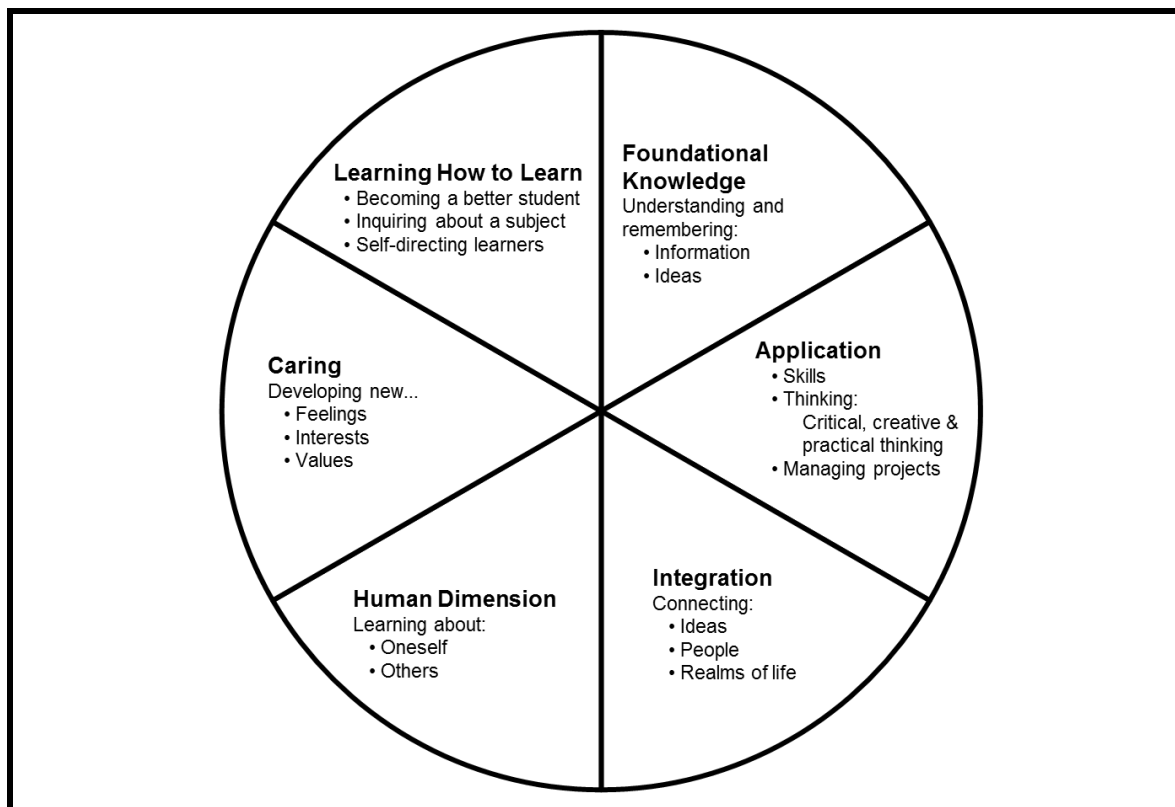 Foundational
Knowledge
Understanding and
remembering:
• Information
• Ideas
Application
• Skills
• Thinking:
Critical, creative &
practical thinking
• Managing projects
Integration
Connecting:
• Ideas
• People
• Realms of life
Human Dimension
Learning about:
• Oneself
• Others
Caring
Developing new...
• Feelings
• Interests
• Values
Learning How to Learn
• Becoming a better student
• Inquiring about a subject
• Self-directing learners